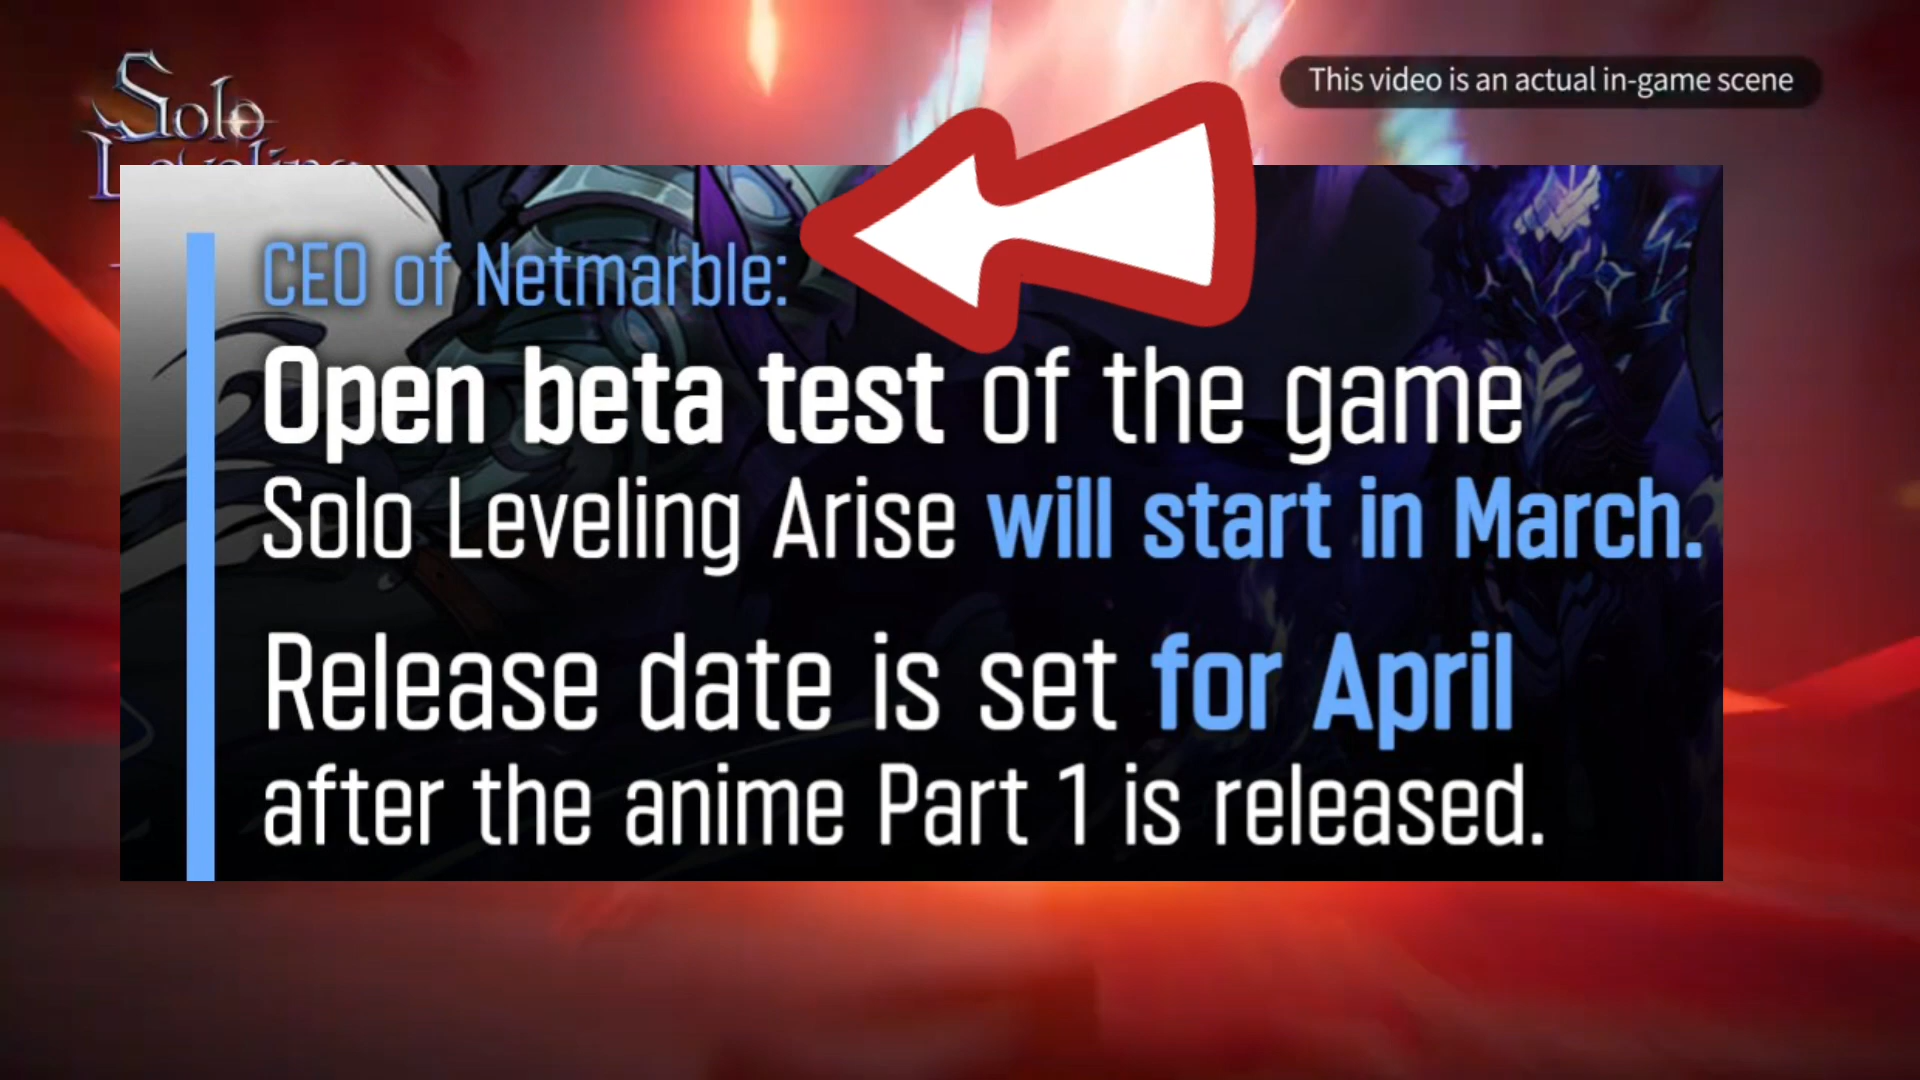 This video is an actual in-game scene
Solo
Leveling
CEO of Netmarble:
Open beta test of the game
Solo Leveling Arise will start in March.
Release date is set for April
after the anime Part 1 is released.